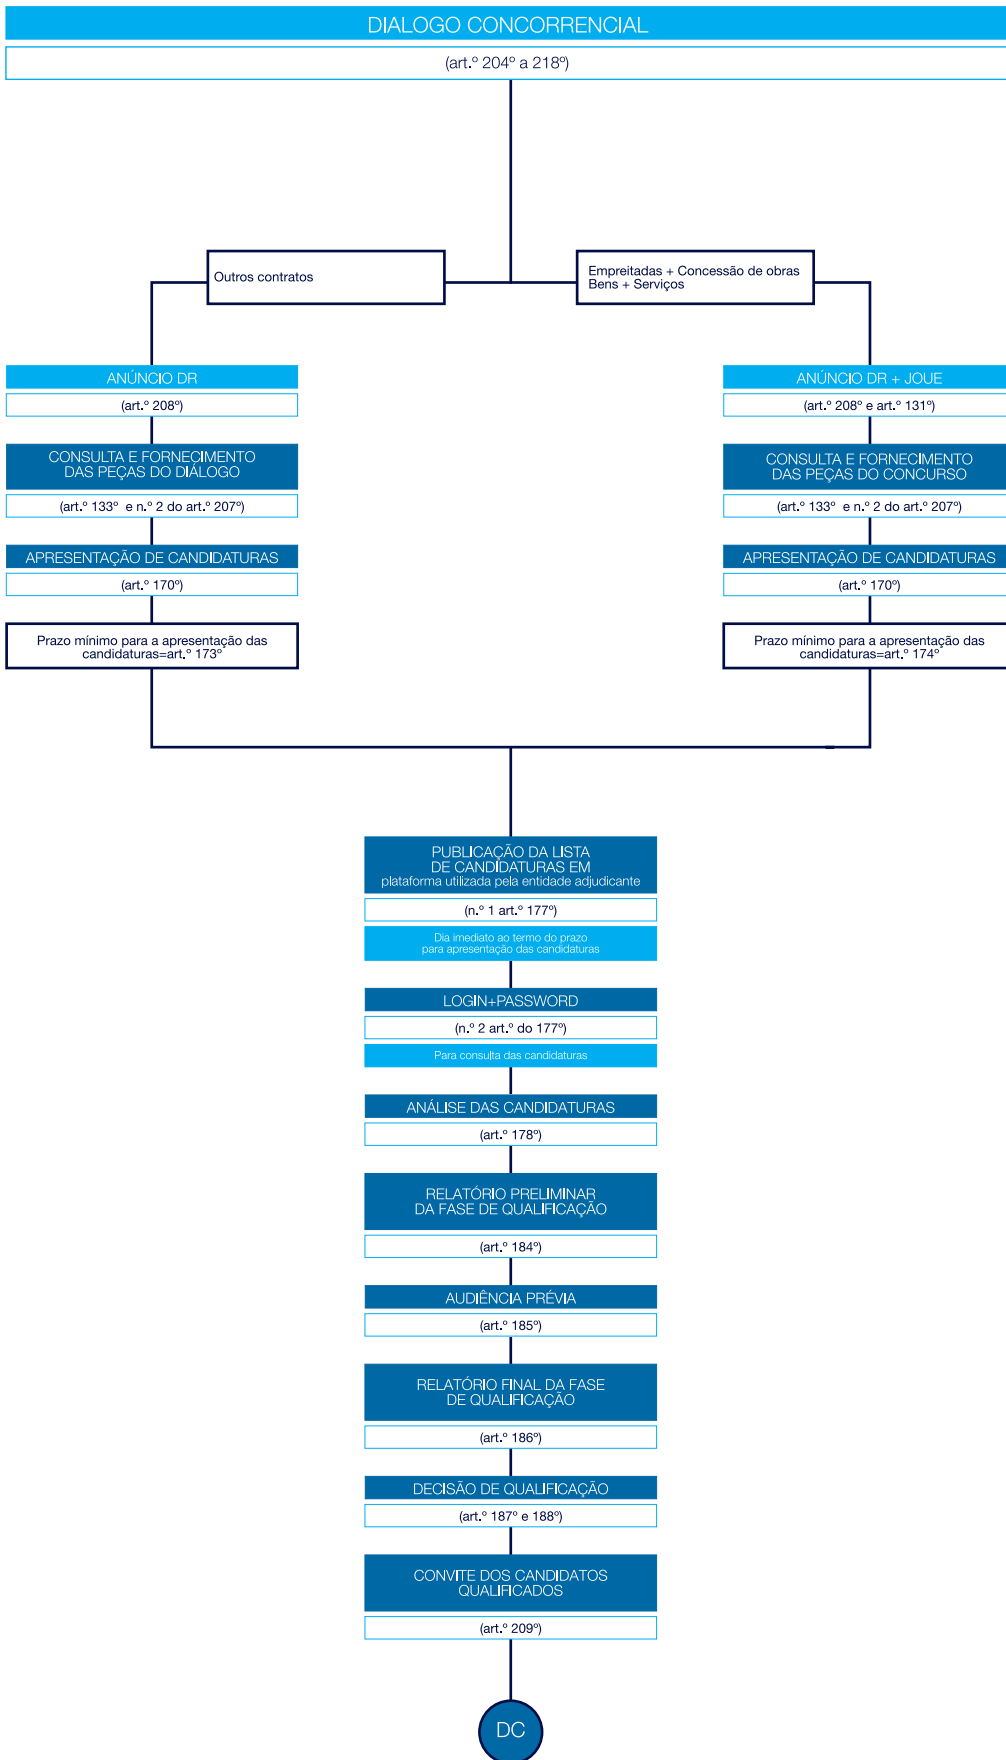 DIALOGO CONCORRENCIAL
(art.º 204º a 218º)
Outros contratos
Empreitadas + Concessão de obras
Bens + Serviços
ANÚNCIO DR
(art.º 208º)
CONSULTA E FORNECIMENTO
DAS PEÇAS DO DIÁLOGO
(art.º 133º e n.º 2 do art.º 207º)
APRESENTAÇÃO DE CANDIDATURAS
(art.º 170º)
Prazo mínimo para a apresentação das
candidaturas=art.º 173º
ANÚNCIO DR + JOUE
(art.º 208º e art.º 131º)
CONSULTA E FORNECIMENTO
DAS PEÇAS DO CONCURSO
(art.º 133º e n.º 2 do art.º 207º)
APRESENTAÇÃO DE CANDIDATURAS
(art.º 170º)
Prazo mínimo para a apresentação das
candidaturas=art.º 174º
PUBLICAÇÃO DA LISTA
DE CANDIDATURAS EM
plataforma utilizada pela entidade adjudicante
(n.º 1 art.º 177º)
Dia imediato ao termo do prazo
para apresentação das candidaturas
LOGIN+PASSWORD
(n.º 2 art.º do 177º)
Para consulta das candidaturas
ANÁLISE DAS CANDIDATURAS
(art.º 178º)
RELATÓRIO PRELIMINAR
DA FASE DE QUALIFICAÇÃO
(art.º 184º)
AUDIÊNCIA PRÉVIA
(art.º 185º)
RELATÓRIO FINAL DA FASE
DE QUALIFICAÇÃO
(art.º 186º)
DECISÃO DE QUALIFICAÇÃO
(art.º 187º e 188º)
CONVITE DOS CANDIDATOS
QUALIFICADOS
(art.º 209º)
DC